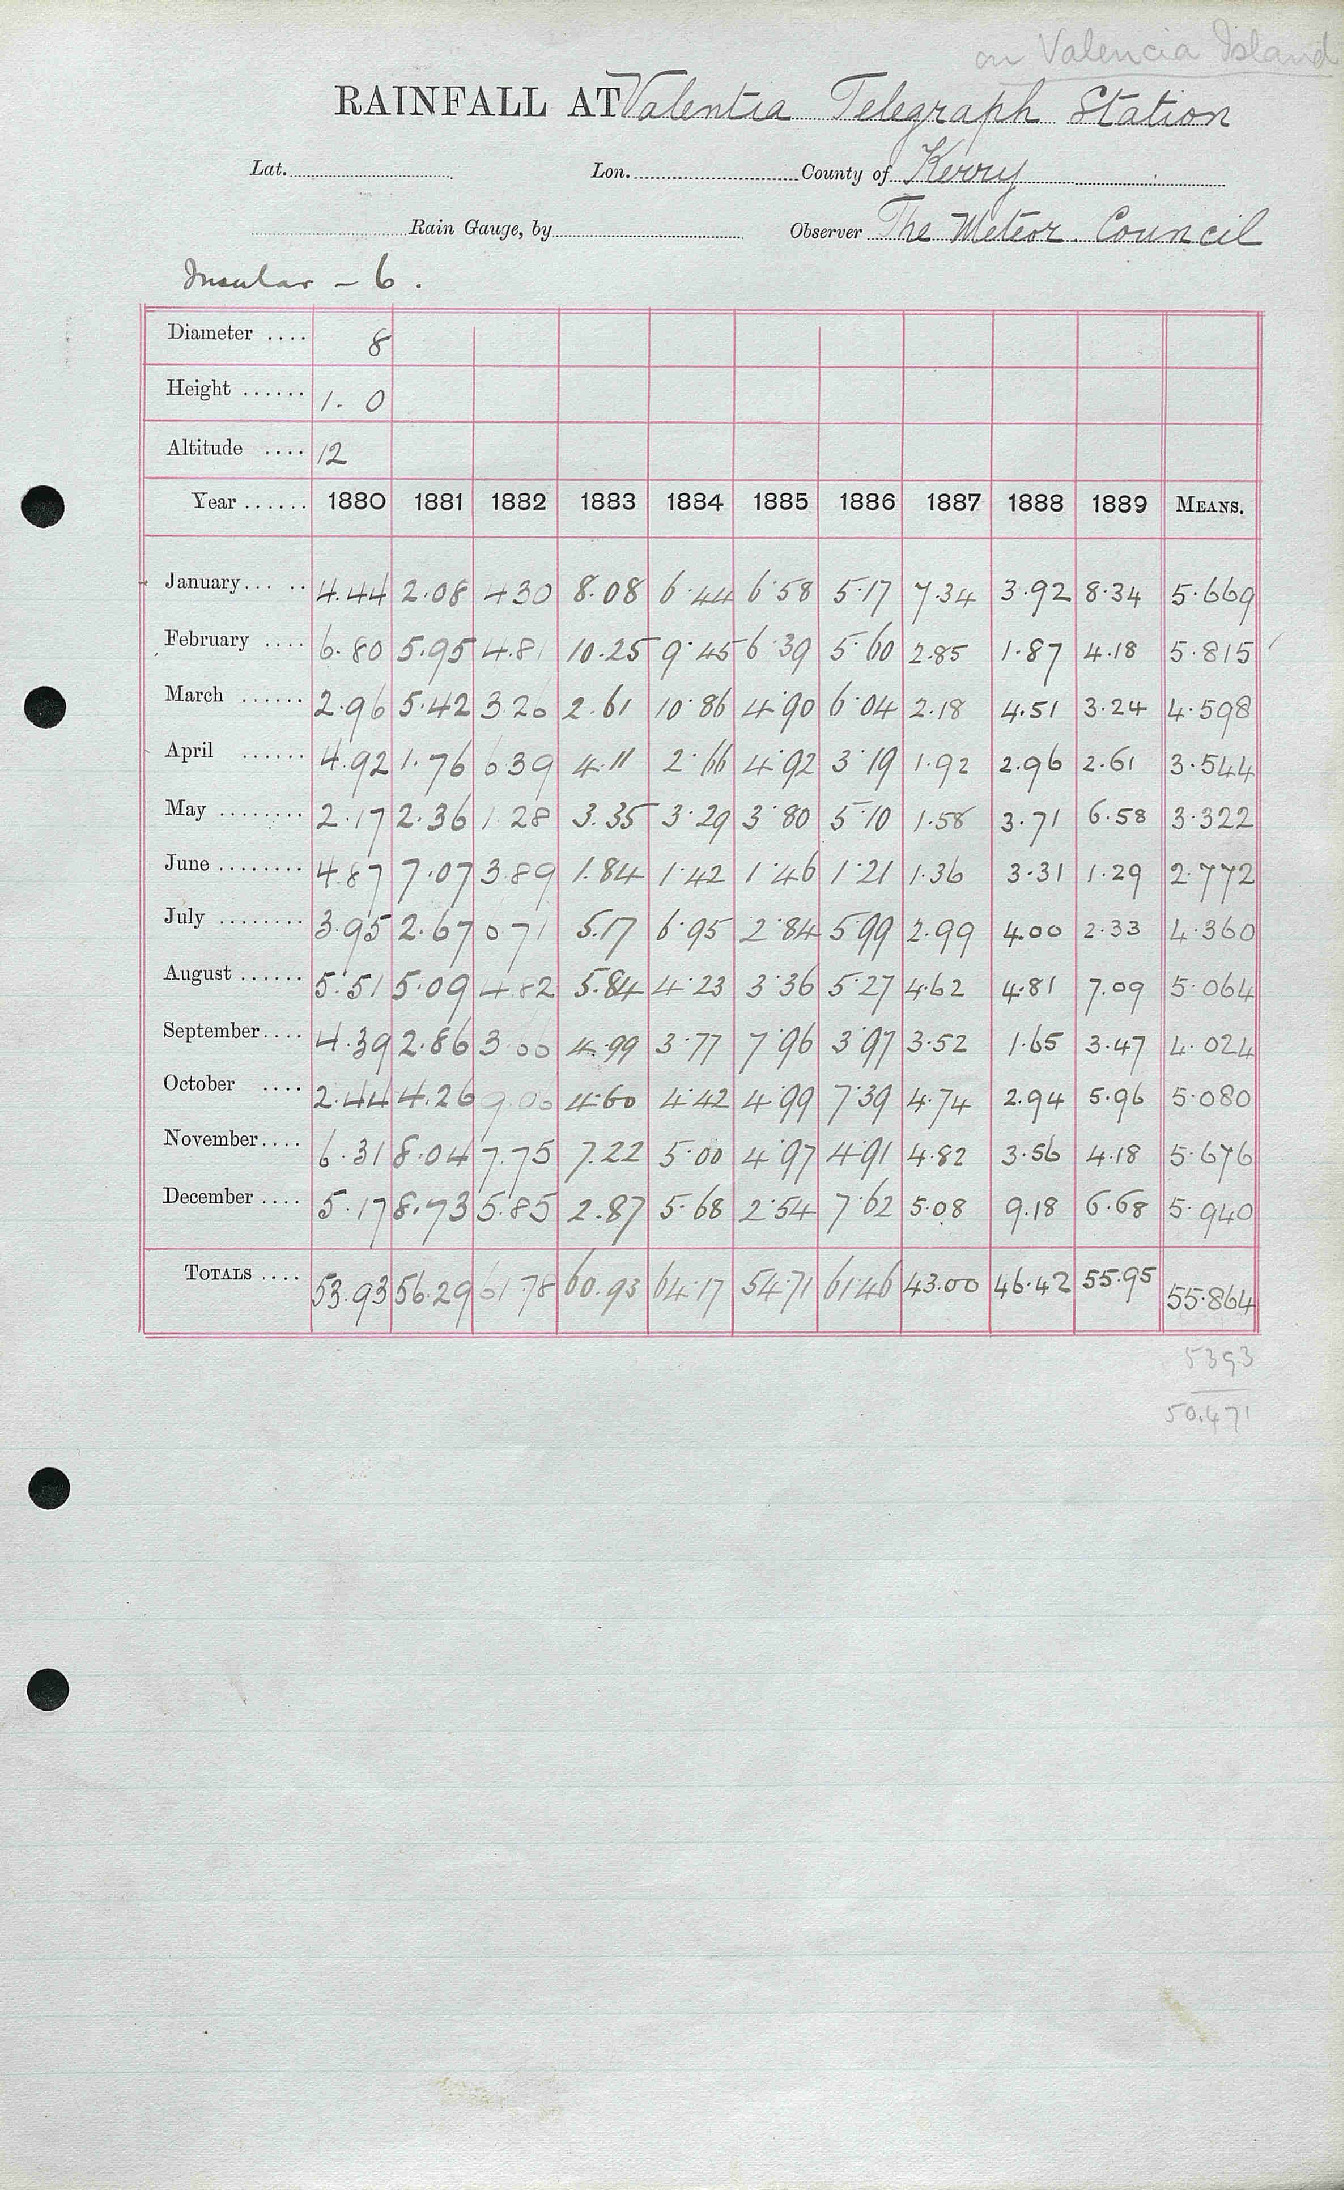 on Valencia Island
RAINFALL AT Valentia Telegraph Station
Lat. Lon. County of Kerry
Rain Gauge, by Observer The Meteor. Council
Insular - 6.
Diameter .... 8
Height ...... 1. 0
Altitude .... 12
Year ...... 1880 1881 1882 1883 1884 1885 1886 1887 1888 1889 MEANS.
January... .. 4.44 2.08 4.30 8.08 6.44 6.58 5.17 7.34 3.92 8.34 5.669
February .... 6.80 5.95 4.81 10.25 9.45 6.39 5.60 2.85 1.87 4.18 5.815
March ...... 2.96 5.42 3.26 2.61 10.86 4.90 6.04 2.18 4.51 3.24 4.598
April ...... 4.92 1.76 6.39 4.11 2.66 4.92 3.19 1.92 2.96 2.61 3.544
May ........ 2.17 2.36 1.28 3.35 3.29 3.80 5.10 1.58 3.71 6.58 3.322
June ........ 4.87 7.07 3.89 1.84 1.42 1.46 1.21 1.36 3.31 1.29 2.772
July ........ 3.95 2.67 6.71 5.17 6.95 2.84 5.99 2.99 4.00 2.33 4.360
August ...... 5.51 5.09 4.82 5.84 4.23 3.36 5.27 4.62 4.81 7.09 5.064
September.... 4.39 2.86 3.66 4.99 3.77 7.96 3.97 3.52 1.65 3.47 4.024
October .... 2.44 4.26 9.06 4.60 4.42 4.99 7.39 4.74 2.94 5.96 5.080
November.... 6.31 8.04 7.75 7.22 5.00 4.97 4.91 4.82 3.56 4.18 5.676
December .... 5.17 8.73 5.85 2.87 5.68 2.54 7.62 5.08 9.18 6.68 5.940
TOTALS .... 53.93 56.29 61.78 60.93 64.17 54.71 61.46 43.00 46.42 55.95 55.864
5393
50.471